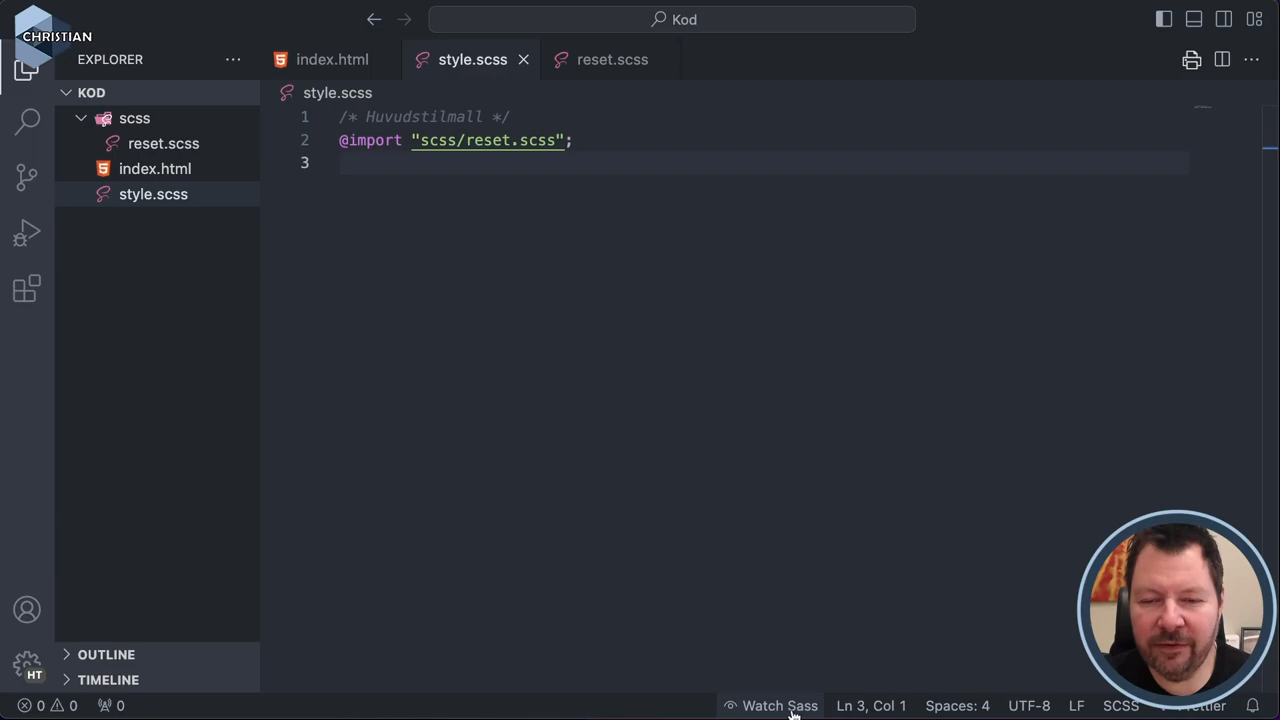 CHRISTIAN
Kod
EXPLORER
index.html
style.scss
reset.scss
KOD
scss
reset.scss
index.html
style.scss
style.scss
1 /* Huvudstilmall */
2 @import "scss/reset.scss";
3
HT
OUTLINE
TIMELINE
0 0 0
Watch Sass
Ln 3, Col 1
Spaces: 4
UTF-8
LF
SCSS
Prettier